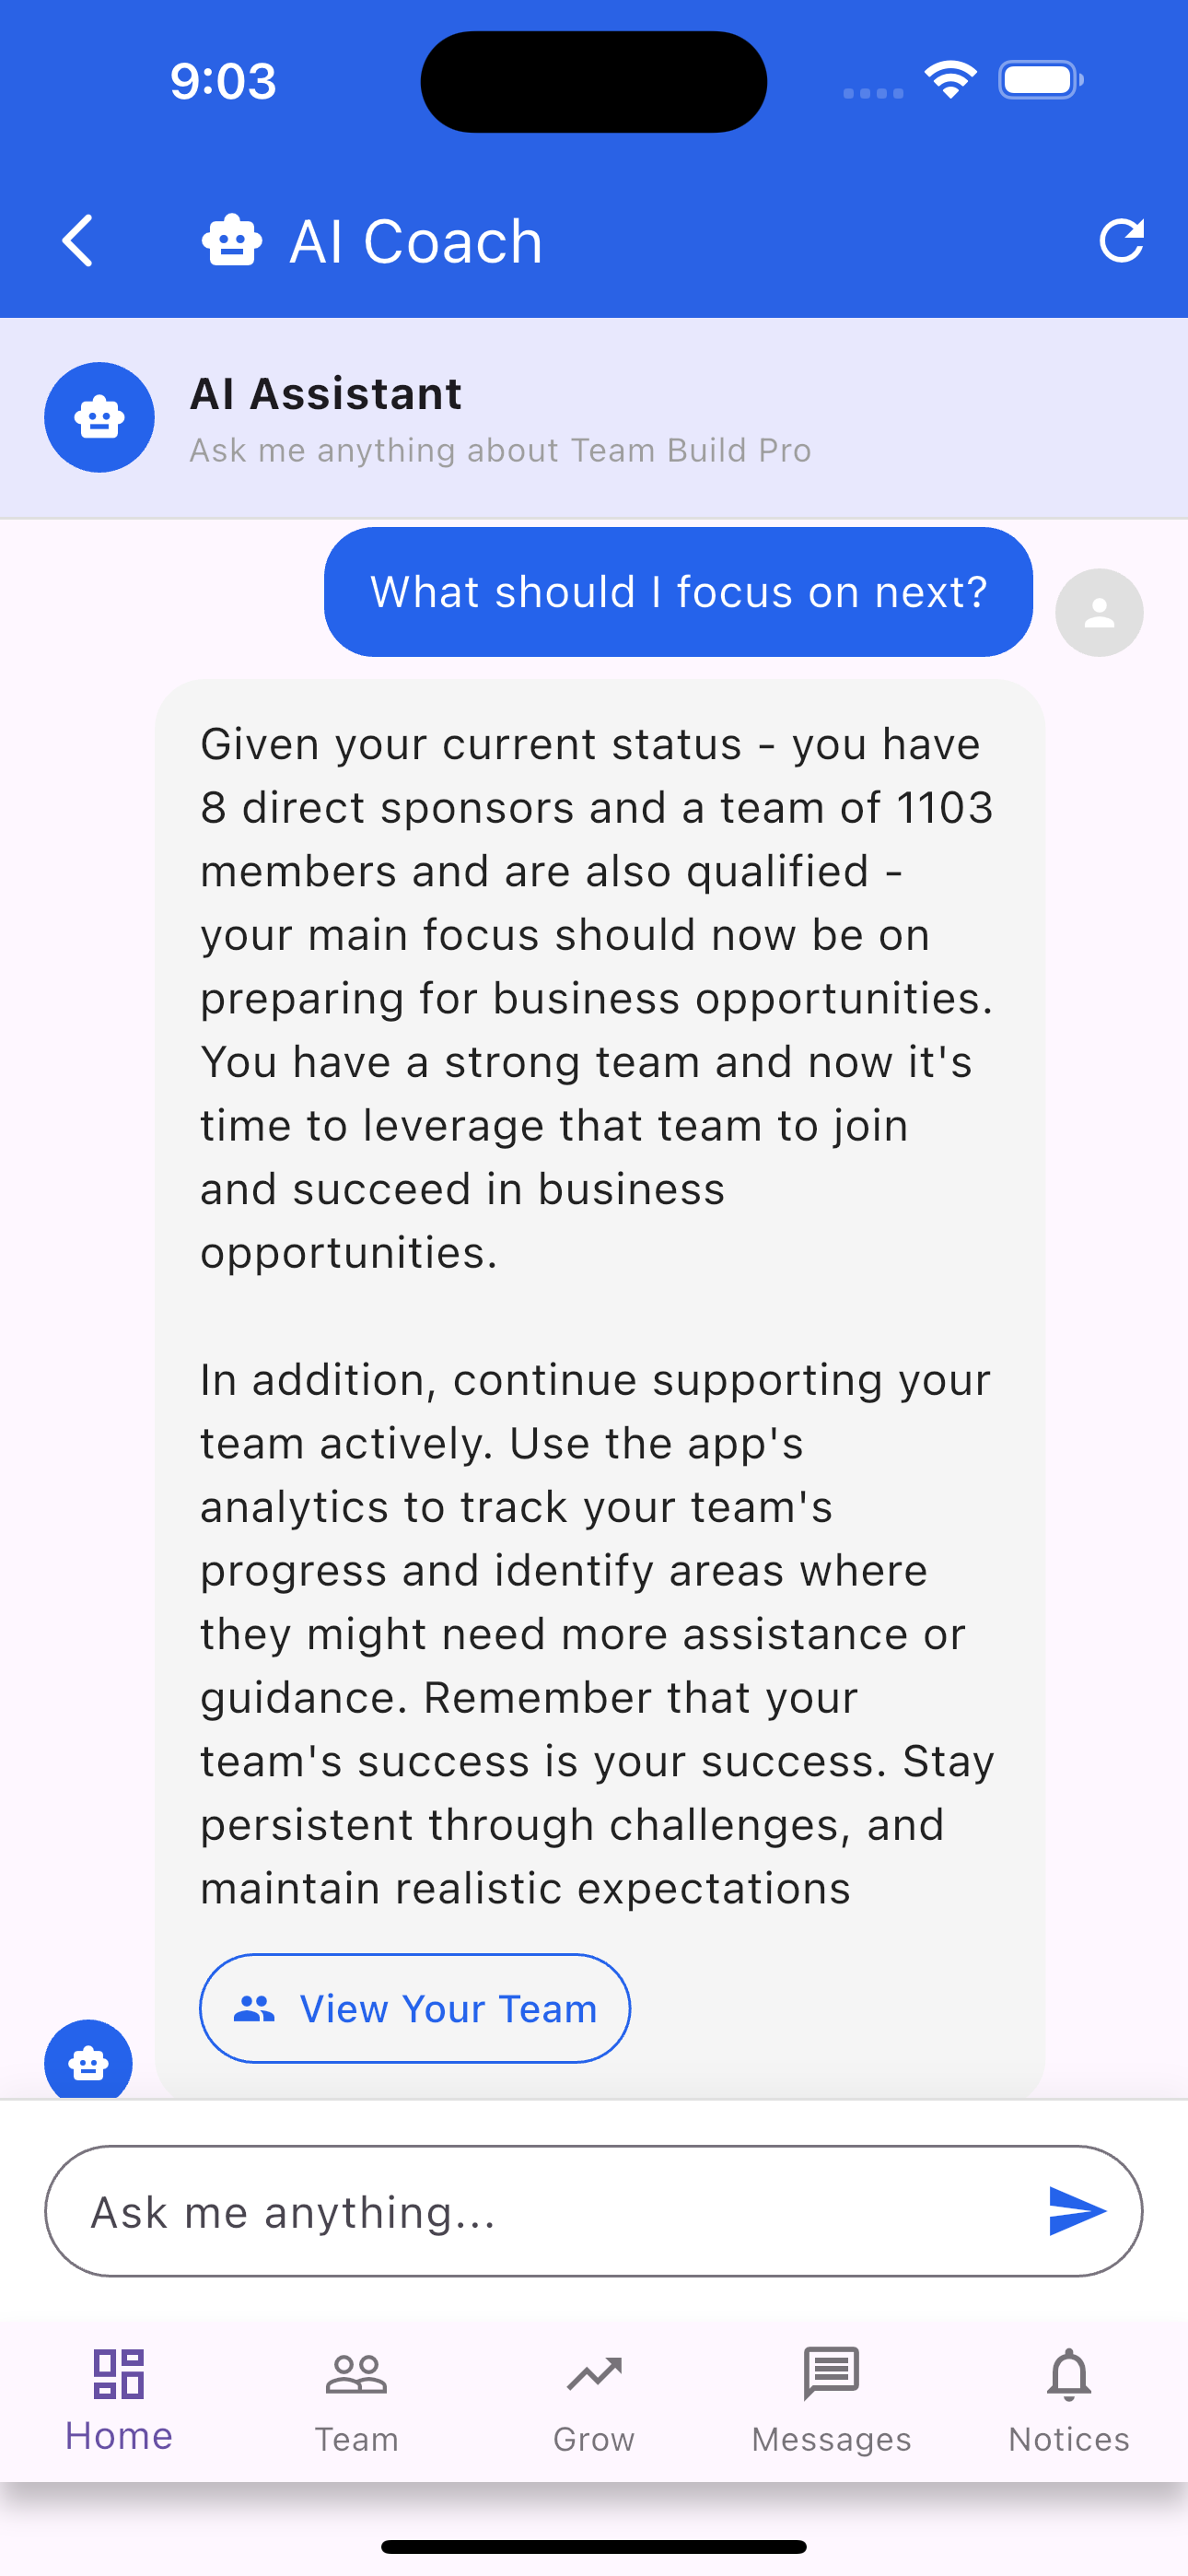 9:03
AI Coach
AI Assistant
Ask me anything about Team Build Pro
What should I focus on next?
Given your current status - you have
8 direct sponsors and a team of 1103
members and are also qualified -
your main focus should now be on
preparing for business opportunities.
You have a strong team and now it's
time to leverage that team to join
and succeed in business
opportunities.
In addition, continue supporting your
team actively. Use the app's
analytics to track your team's
progress and identify areas where
they might need more assistance or
guidance. Remember that your
team's success is your success. Stay
persistent through challenges, and
maintain realistic expectations
View Your Team
Ask me anything...
Home
Team
Grow
Messages
Notices